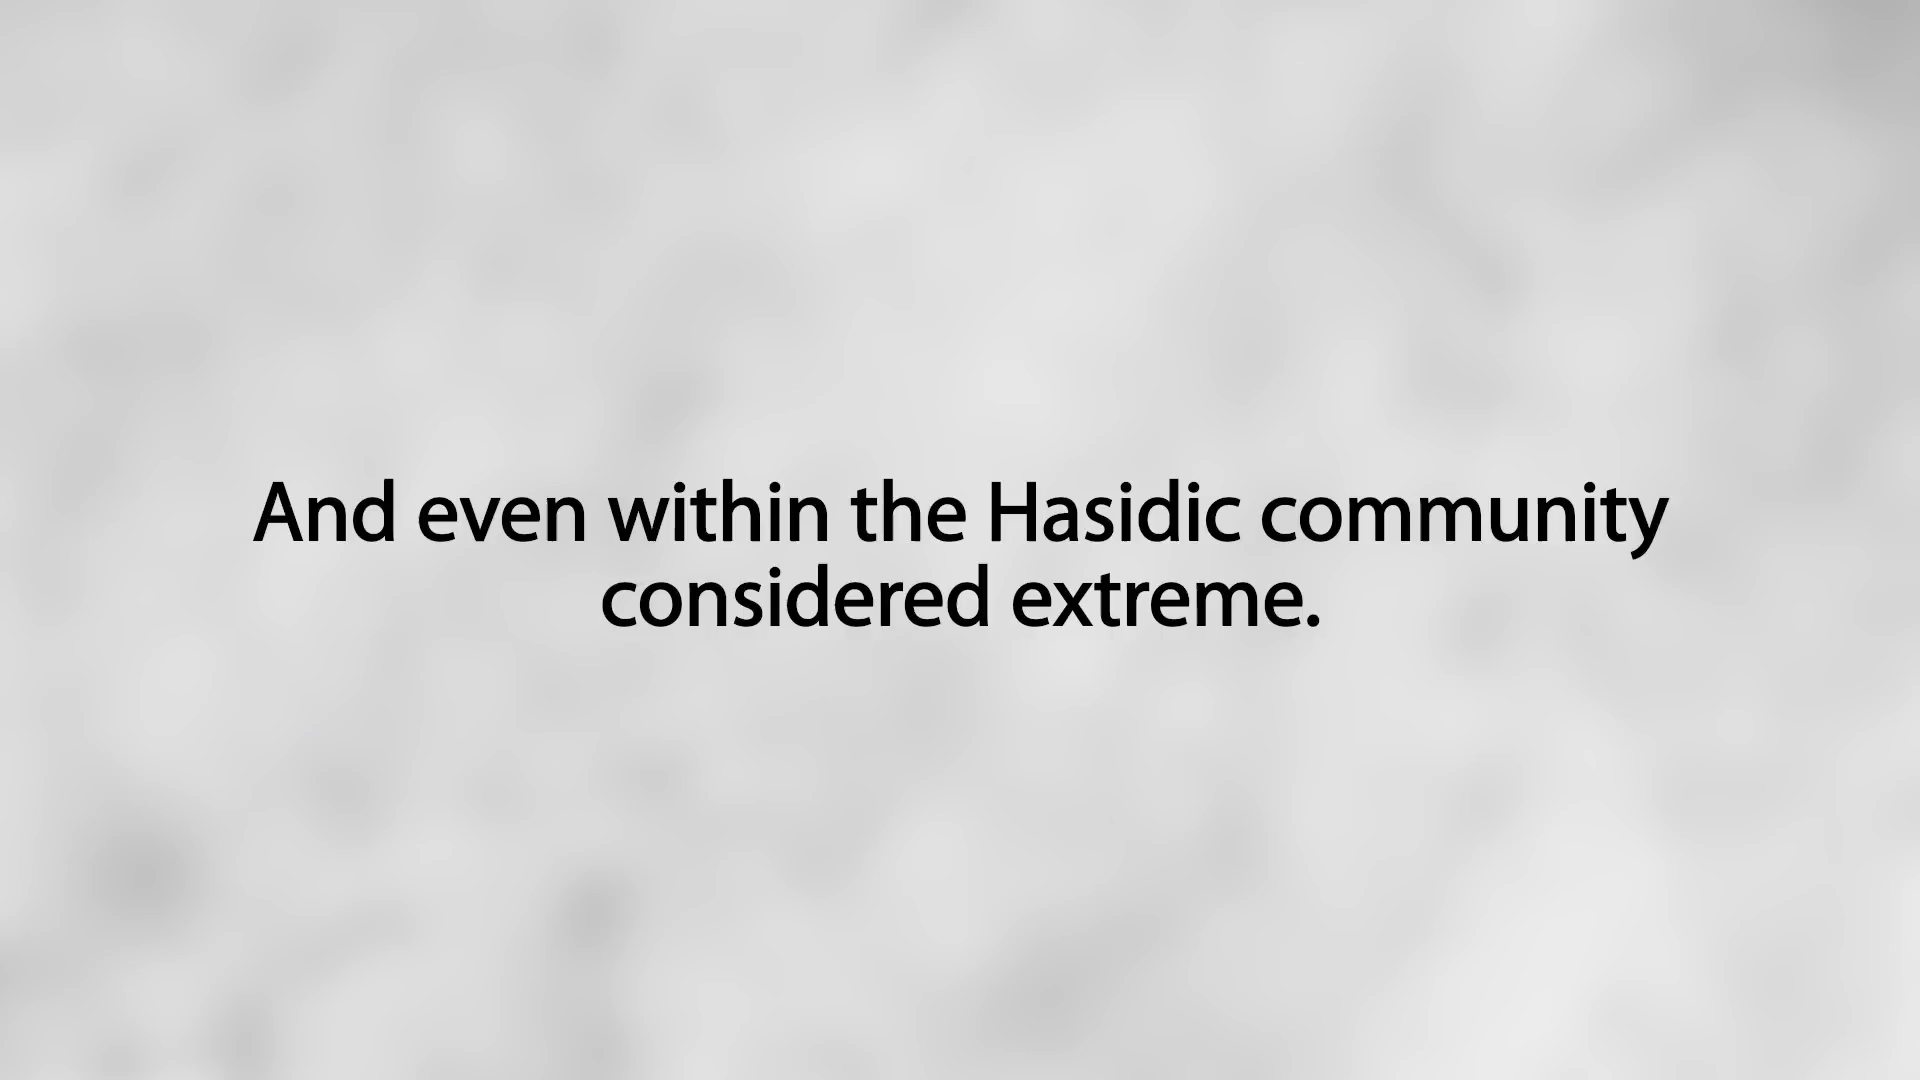 And even within the Hasidic community
considered extreme.